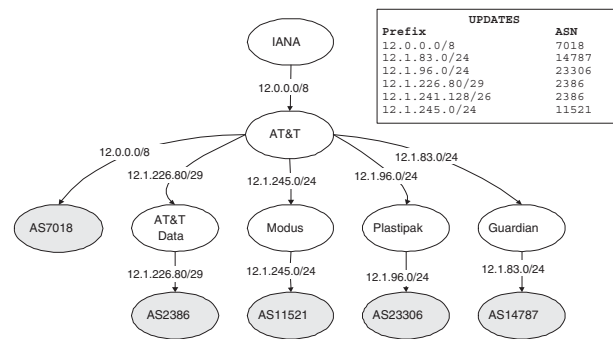 IANA
UPDATES
Prefix ASN
12.0.0.0/8 7018
12.1.83.0/24 14787
12.1.96.0/24 23306
12.1.226.80/29 2386
12.1.241.128/26 2386
12.1.245.0/24 11521
12.0.0.0/8
AT&T
12.0.0.0/8
12.1.226.80/29
12.1.245.0/24
12.1.96.0/24
12.1.83.0/24
AS7018
AT&T
Data
Modus
Plastipak
Guardian
12.1.226.80/29
12.1.245.0/24
12.1.96.0/24
12.1.83.0/24
AS2386
AS11521
AS23306
AS14787